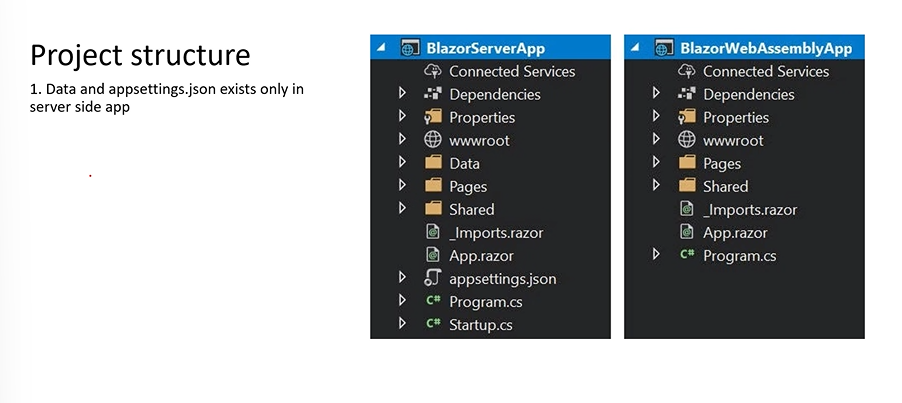 Project structure
1. Data and appsettings.json exists only in
server side app
BlazorServerApp
Connected Services
Dependencies
Properties
wwwroot
Data
Pages
Shared
_Imports.razor
App.razor
appsettings.json
C# Program.cs
C# Startup.cs
BlazorWebAssemblyApp
Connected Services
Dependencies
Properties
wwwroot
Pages
Shared
_Imports.razor
App.razor
C# Program.cs